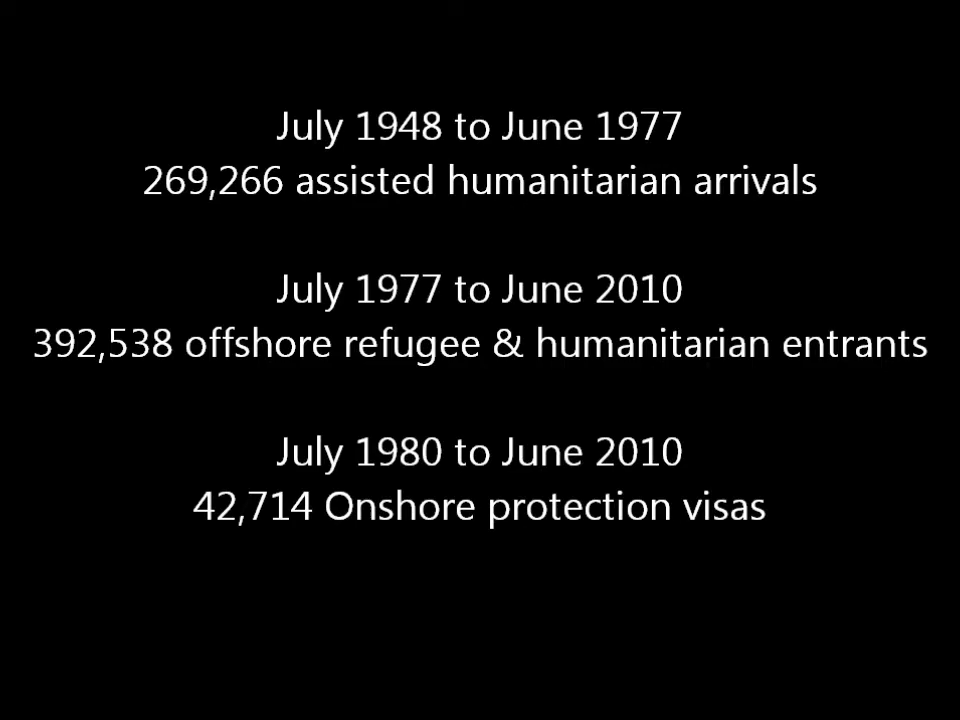 July 1948 to June 1977
269,266 assisted humanitarian arrivals
July 1977 to June 2010
392,538 offshore refugee & humanitarian entrants
July 1980 to June 2010
42,714 Onshore protection visas